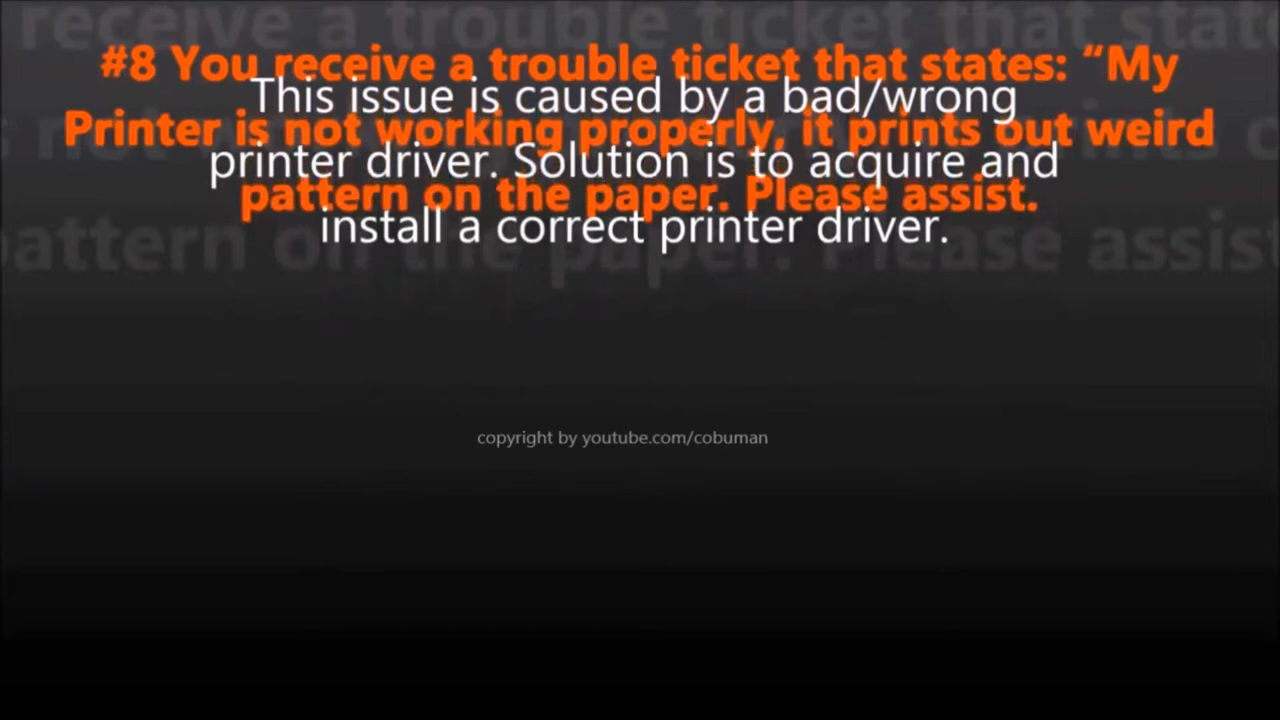 #8 You receive a trouble ticket that states: “My
Printer is not working properly, it prints out weird
pattern on the paper. Please assist.
This issue is caused by a bad/wrong
printer driver. Solution is to acquire and
install a correct printer driver.
copyright by youtube.com/cobuman